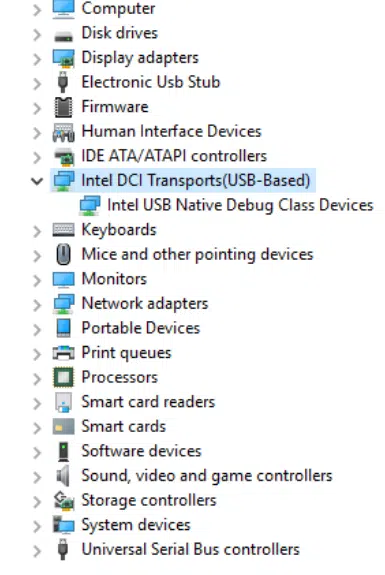 Computer
Disk drives
Display adapters
Electronic Usb Stub
Firmware
Human Interface Devices
IDE ATA/ATAPI controllers
Intel DCI Transports(USB-Based)
Intel USB Native Debug Class Devices
Keyboards
Mice and other pointing devices
Monitors
Network adapters
Portable Devices
Print queues
Processors
Smart card readers
Smart cards
Software devices
Sound, video and game controllers
Storage controllers
System devices
Universal Serial Bus controllers